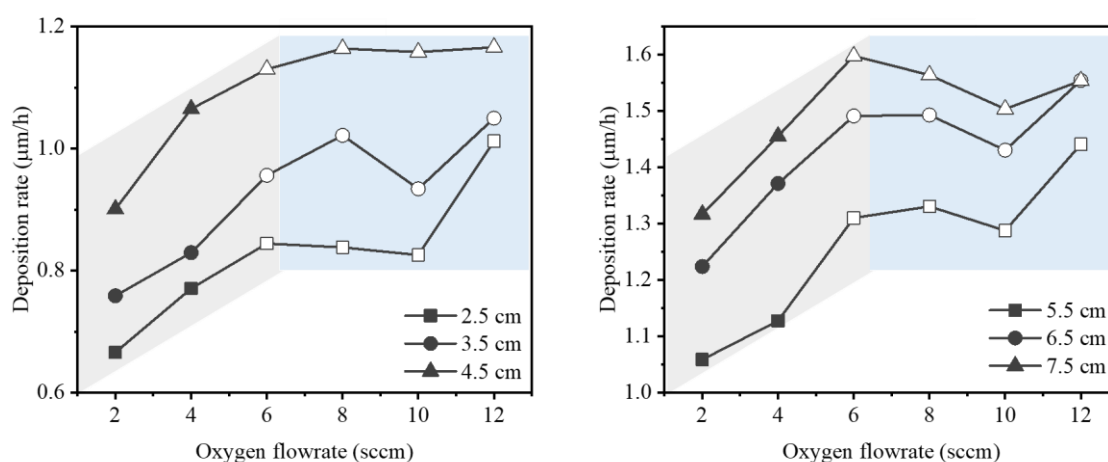 1.2
1.0
0.8
0.6
Deposition rate (μm/h)
2.5 cm
3.5 cm
4.5 cm
2 4 6 8 10 12
Oxygen flowrate (sccm)
1.6
1.5
1.4
1.3
1.2
1.1
1.0
Deposition rate (μm/h)
5.5 cm
6.5 cm
7.5 cm
2 4 6 8 10 12
Oxygen flowrate (sccm)